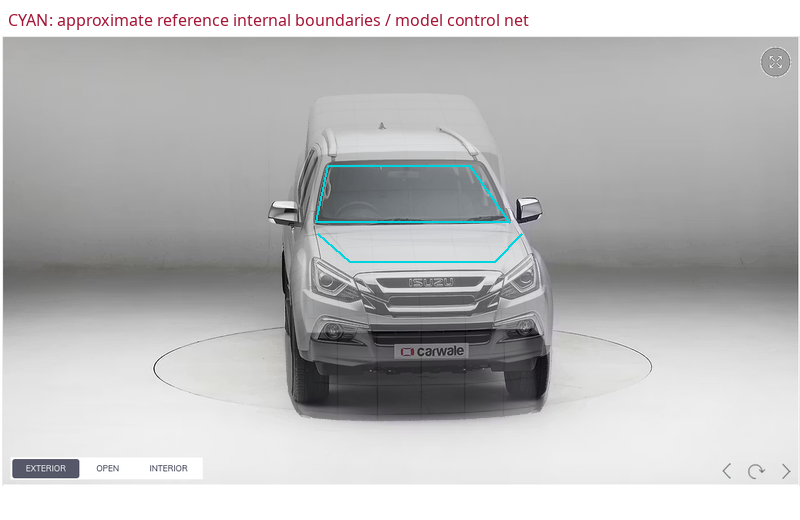 CYAN: approximate reference internal boundaries / model control net
ISUZU
carwale
EXTERIOR OPEN INTERIOR